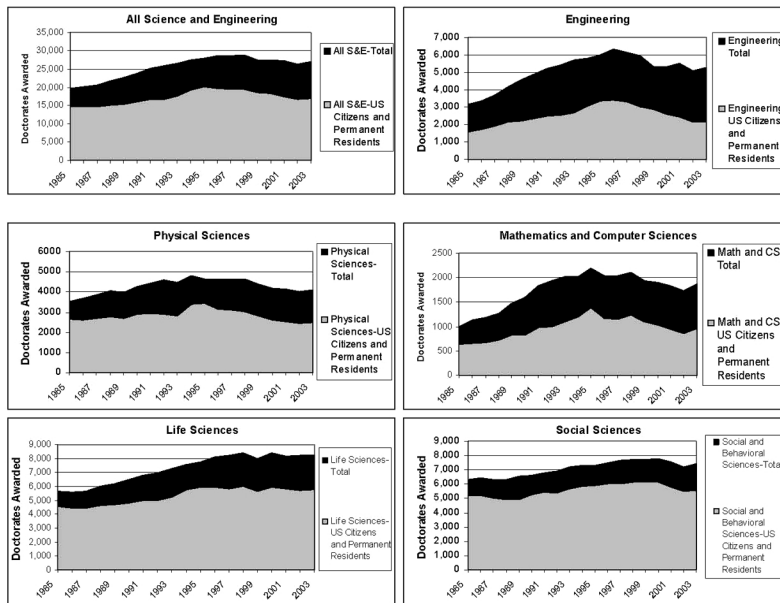 All Science and Engineering
35,000
30,000
25,000
20,000
15,000
10,000
5,000
0
Doctorates Awarded
1985
1987
1989
1991
1993
1995
1997
1999
2001
2003
All S&E-Total
All S&E-US
Citizens and
Permanent
Residents
Engineering
7,000
6,000
5,000
4,000
3,000
2,000
1,000
0
Doctorates Awarded
1985
1987
1989
1991
1993
1995
1997
1999
2001
2003
Engineering
Total
Engineering
US Citizens
and
Permanent
Residents
Physical Sciences
6000
5000
4000
3000
2000
1000
0
Doctorates Awarded
1985
1987
1989
1991
1993
1995
1997
1999
2001
2003
Physical
Sciences-
Total
Physical
Sciences-US
Citizens and
Permanent
Residents
Mathematics and Computer Sciences
2500
2000
1500
1000
500
0
Doctorates Awarded
1985
1987
1989
1991
1993
1995
1997
1999
2001
2003
Math and CS
Total
Math and CS
US Citizens
and
Permanent
Residents
Life Sciences
9,000
8,000
7,000
6,000
5,000
4,000
3,000
2,000
1,000
0
Doctorates Awarded
1985
1987
1989
1991
1993
1995
1997
1999
2001
2003
Life Sciences-
Total
Life Sciences-
US Citizens
and Permanent
Residents
Social Sciences
9,000
8,000
7,000
6,000
5,000
4,000
3,000
2,000
1,000
0
Doctorates Awarded
1985
1987
1989
1991
1993
1995
1997
1999
2001
2003
Social and
Behavioral
Sciences-Total
Social and
Behavioral
Sciences-US
Citizens and
Permanent
Residents